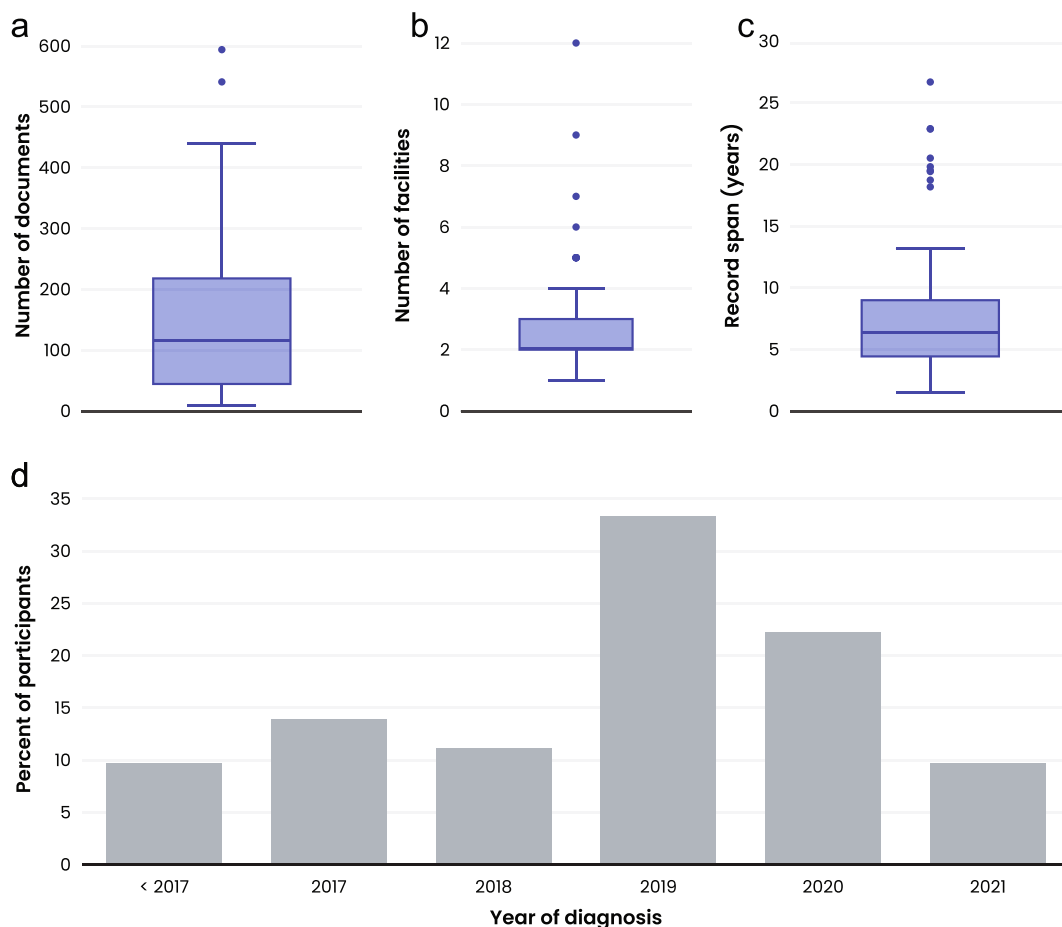 a
Number of documents
600
500
400
300
200
100
0
b
Number of facilities
12
10
8
6
4
2
0
c
Record span (years)
30
25
20
15
10
5
0
d
Percent of participants
35
30
25
20
15
10
5
0
< 2017 2017 2018 2019 2020 2021
Year of diagnosis